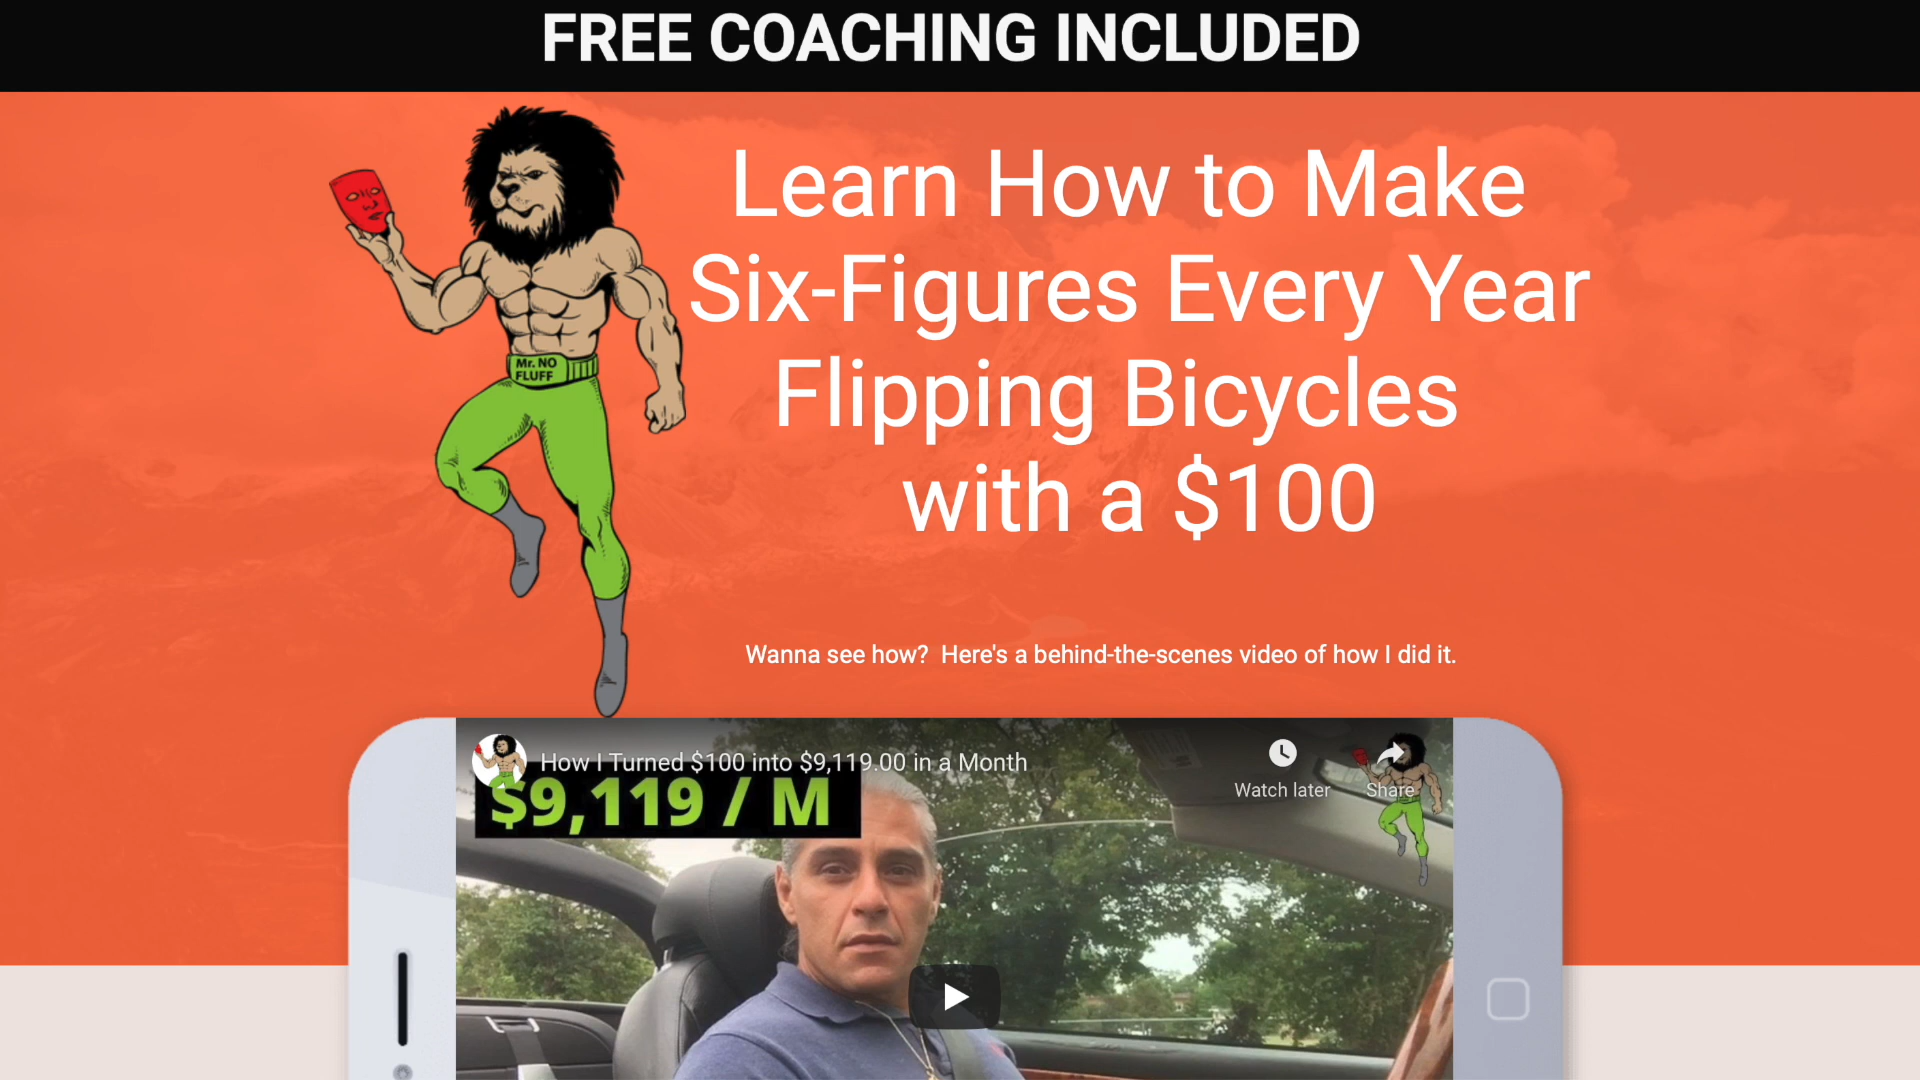 FREE COACHING INCLUDED
Learn How to Make
Six-Figures Every Year
Flipping Bicycles
with a $100
Mr. NO
FLUFF
Wanna see how?  Here's a behind-the-scenes video of how I did it.
How I Turned $100 into $9,119.00 in a Month
Watch later
Share
$9,119 / M